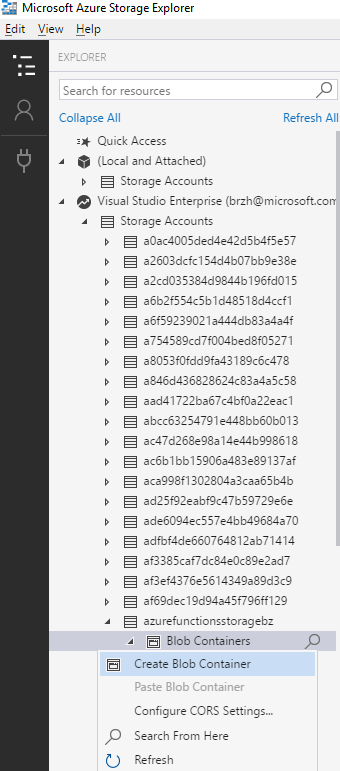 Microsoft Azure Storage Explorer
Edit View Help
EXPLORER
Search for resources
Collapse All Refresh All
Quick Access
(Local and Attached)
Storage Accounts
Visual Studio Enterprise (brzh@microsoft.com
Storage Accounts
a0ac4005ded4e42d5b4f5e57
a2603dcfc154d4b07bb9e38e
a2cd035384d9844b196fd015
a6b2f554c5b1d48518d4ccf1
a6f59239021a444db83a4a4f
a754589cd7f004bed8f05271
a8053f0fdd9fa43189c6c478
a846d436828624c83a4a5c58
aad41722ba67c4bf0a22eac1
abcc63254791e448bb60b013
ac47d268e98a14e44b998618
ac6b1bb15906a483e89137af
aca998f1302804a3caa65b4b
ad25f92eabf9c47b59729e6e
ade6094ec557e4bb49684a70
adfbf4de660764812ab71414
af3385caf7dc84e0c89e2ad7
af3ef4376e5614349a89d3c9
af69dec19d94a45f796ff129
azurefunctionsstoragebz
Blob Containers
Create Blob Container
Paste Blob Container
Configure CORS Settings...
Search From Here
Refresh